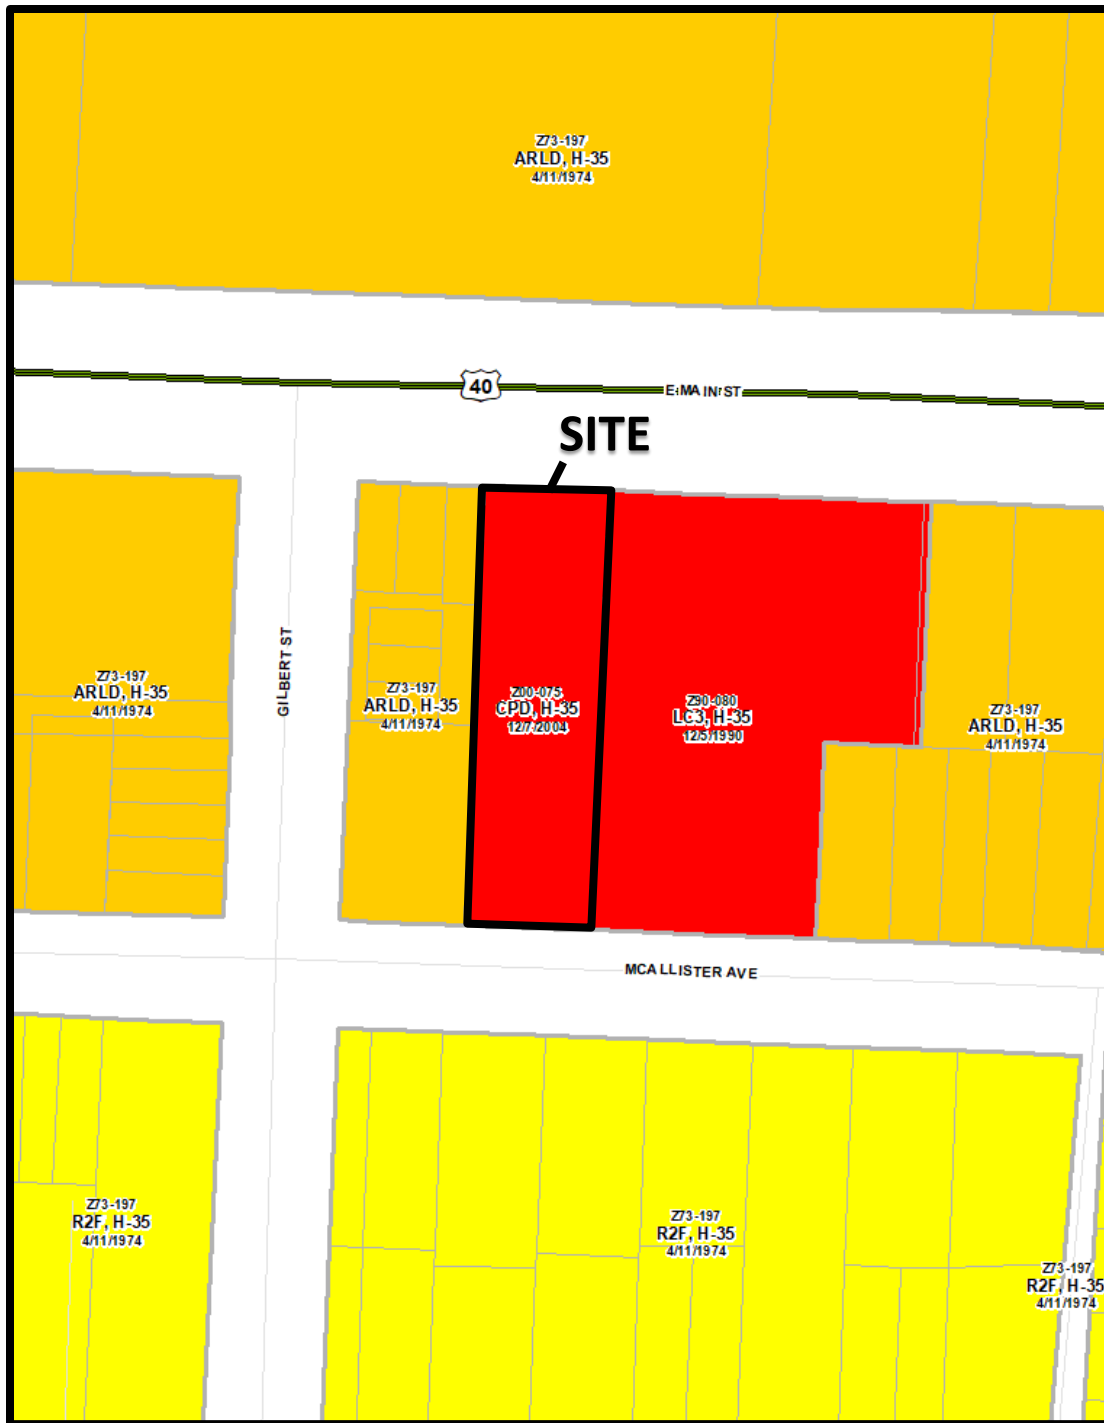 Z73-197
ARLD, H-35
4/11/1974
40
E MAIN ST
SITE
GILBERT ST
Z73-197
ARLD, H-35
4/11/1974
Z73-197
ARLD, H-35
4/11/1974
Z00-075
CPD, H-35
12/7/2004
Z90-080
LC3, H-35
12/5/1990
Z73-197
ARLD, H-35
4/11/1974
MCALLISTER AVE
Z73-197
R2F, H-35
4/11/1974
Z73-197
R2F, H-35
4/11/1974
Z73-197
R2F, H-35
4/11/1974